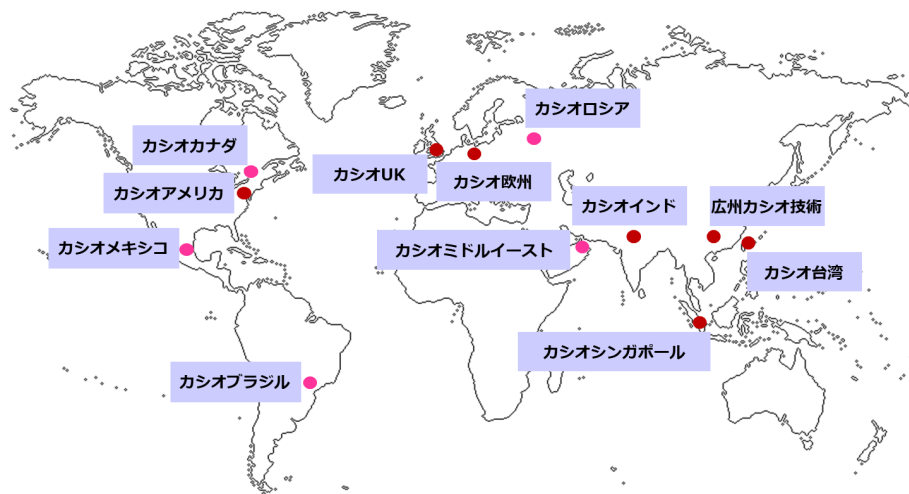 カシオロシア
カシオカナダ
カシオUK
カシオ欧州
カシオアメリカ
カシオインド
広州カシオ技術
カシオメキシコ
カシオミドルイースト
カシオ台湾
カシオシンガポール
カシオブラジル